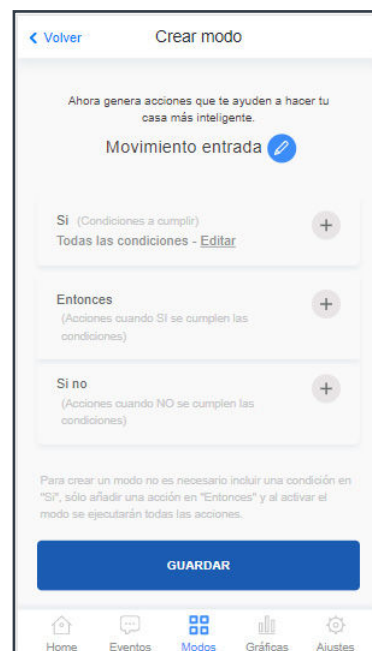 Volver
Crear modo
Ahora genera acciones que te ayuden a hacer tu
casa más inteligente.
Movimiento entrada
Si (Condiciones a cumplir)
Todas las condiciones - Editar
Entonces
(Acciones cuando SI se cumplen las
condiciones)
Si no
(Acciones cuando NO se cumplen las
condiciones)
Para crear un modo no es necesario incluir una condición en
"Si", sólo añadir una acción en "Entonces" y al activar el
modo se ejecutarán todas las acciones.
GUARDAR
Home Eventos Modos Gráficas Ajustes